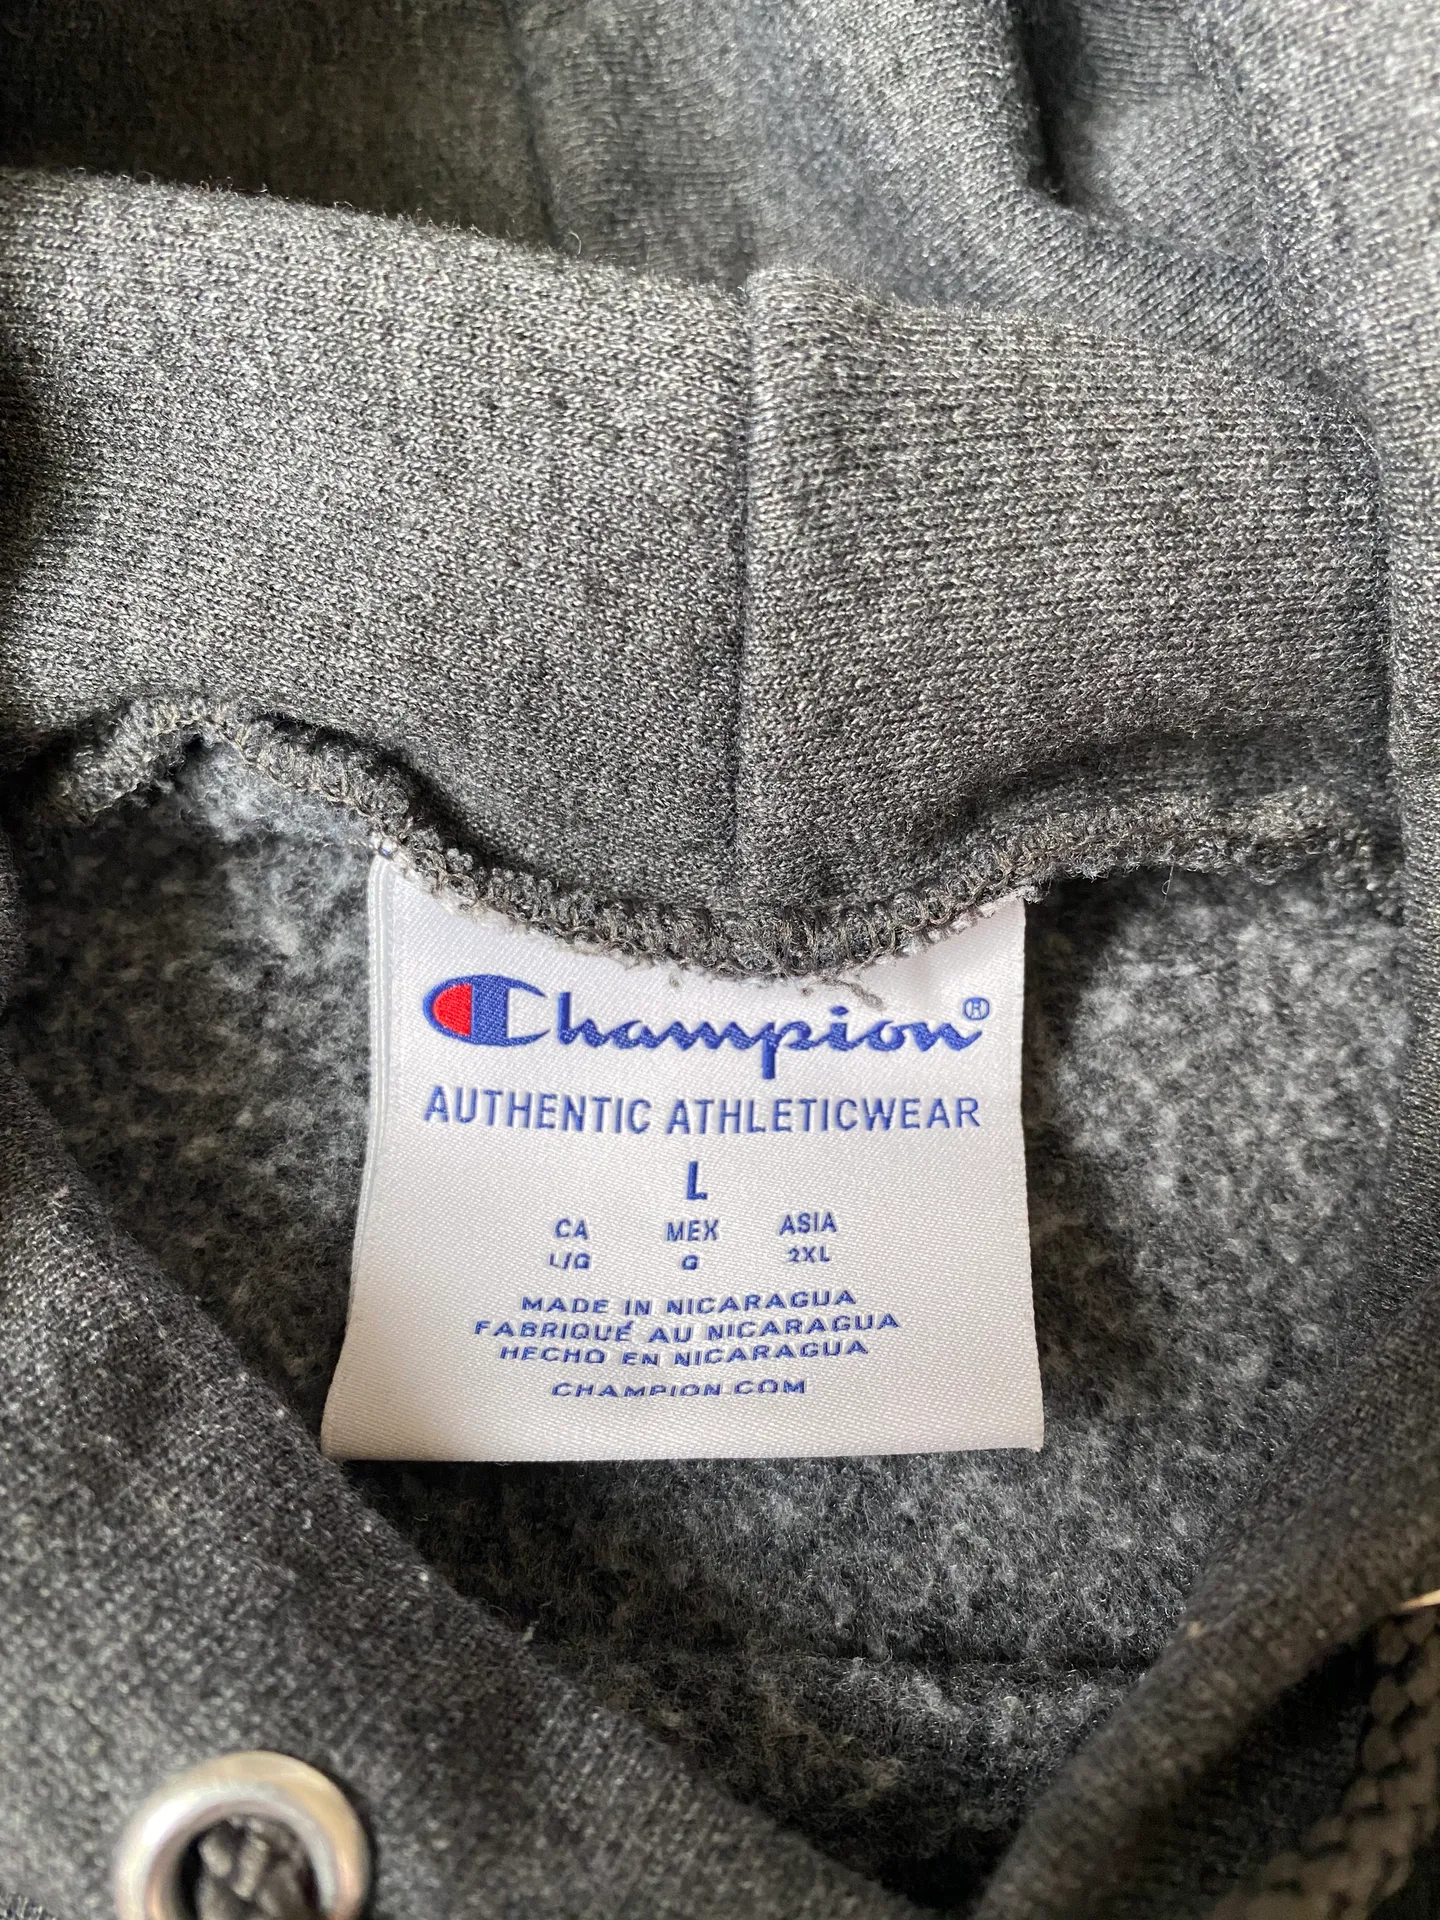 Champion®
AUTHENTIC ATHLETICWEAR
L
CA MEX ASIA
L/G G 2XL
MADE IN NICARAGUA
FABRIQUÉ AU NICARAGUA
HECHO EN NICARAGUA
CHAMPION.COM